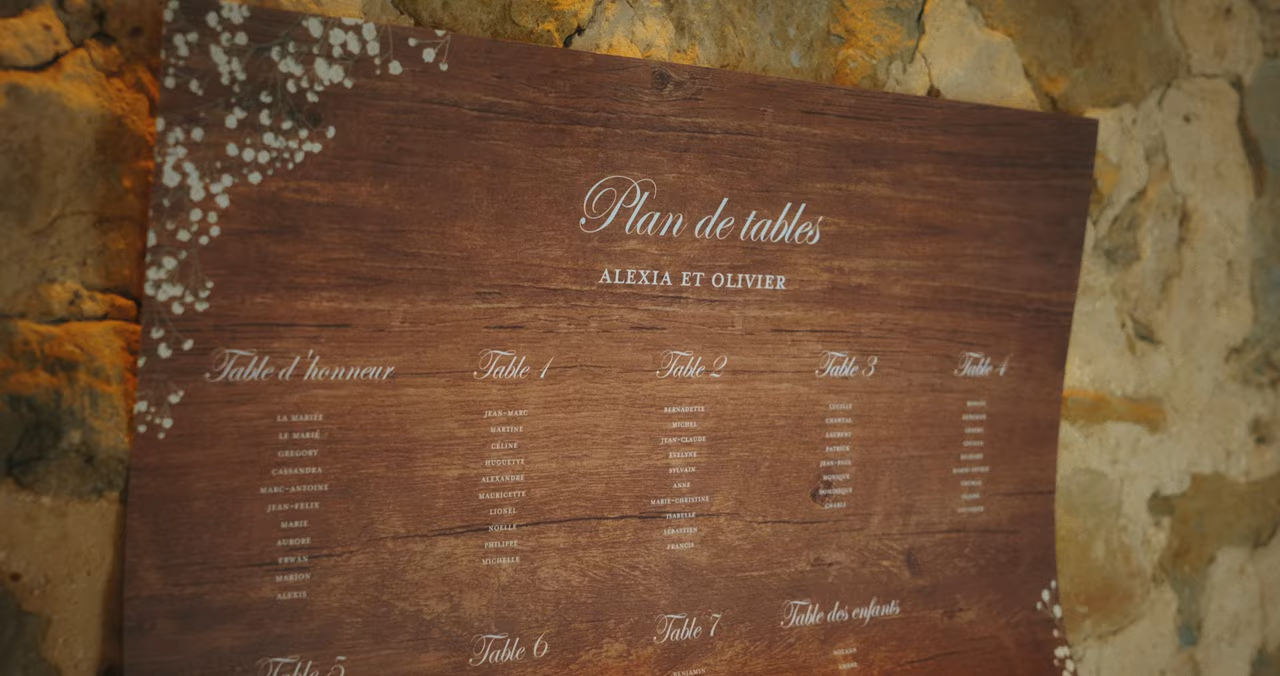 Plan de tables
ALEXIA ET OLIVIER
Table d'honneur
LA MARIÉE
LE MARIÉ
GREGORY
CASSANDRA
MARC-ANTOINE
JEAN-FELIX
MARIE
AURORE
ERWAN
MARION
ALEXIS
Table 1
JEAN-MARC
MARTINE
CÉLINE
HUGUETTE
ALEXANDRE
MAURICETTE
LIONEL
NOELLE
PHILIPPE
MICHELLE
Table 2
BERNADETTE
MICHEL
JEAN-CLAUDE
EVELYNE
SYLVAIN
ANNE
MARIE-CHRISTINE
ISABELLE
SÉBASTIEN
FRANCIS
Table 3
CHANTAL
LAURENT
PATRICK
JEAN-PAUL
MONIQUE
DOMINIQUE
Table 4
Table 5
Table 6
Table 7
BENJAMIN
Table des enfants